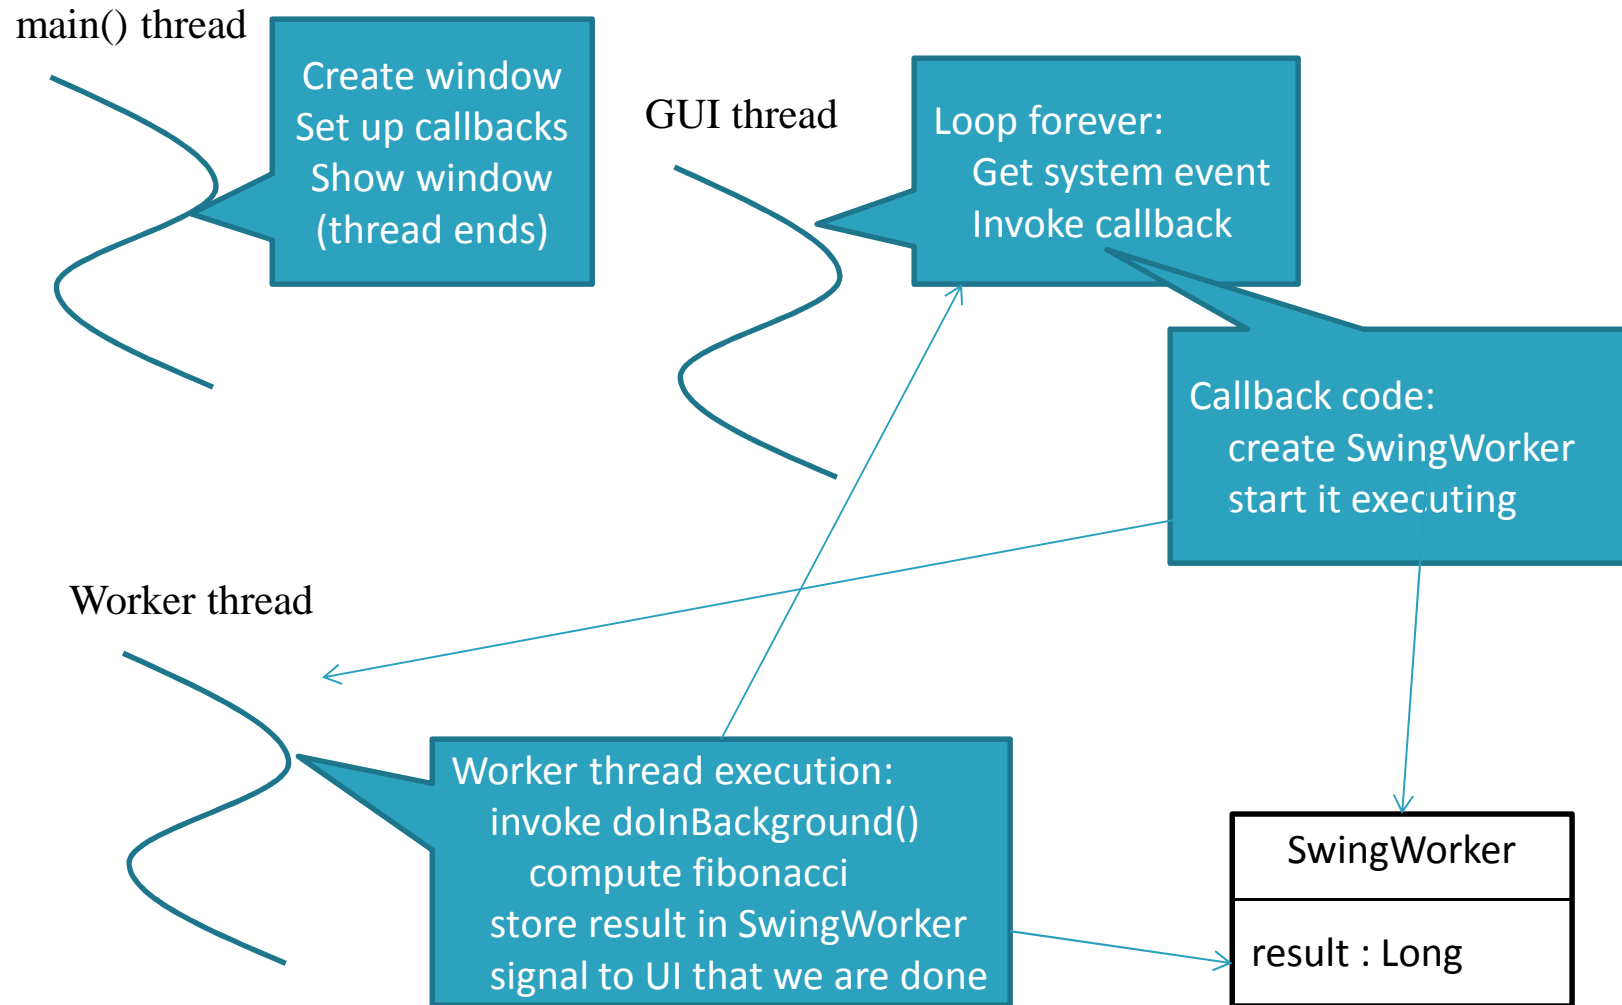 main() thread
Create window
Set up callbacks
Show window
(thread ends)
GUI thread
Loop forever:
Get system event
Invoke callback
Callback code:
create SwingWorker
start it executing
Worker thread
Worker thread execution:
invoke doInBackground()
compute fibonacci
store result in SwingWorker
signal to UI that we are done
SwingWorker
result : Long